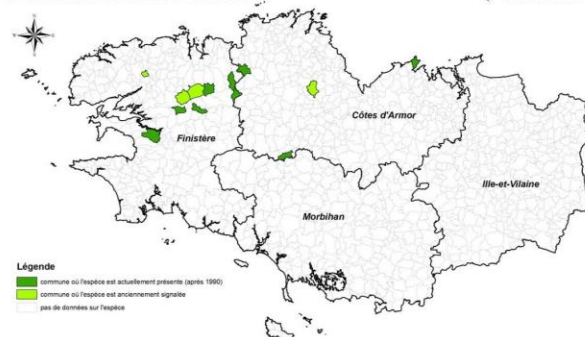 Côtes d'Armor
Finistère
Ille-et-Vilaine
Morbihan
Légende
commune où l'espèce est actuellement présente (après 1990)
commune où l'espèce est anciennement signalée
pas de données sur l'espèce